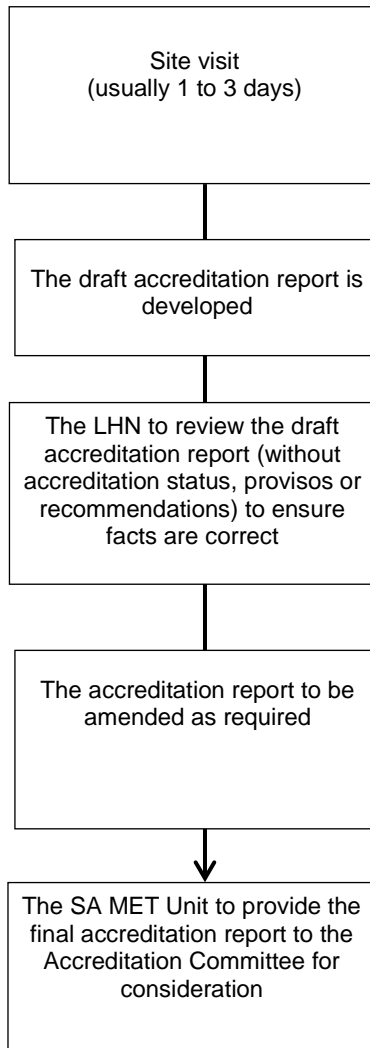 Site visit
(usually 1 to 3 days)
The draft accreditation report is
developed
The LHN to review the draft
accreditation report (without
accreditation status, provisos or
recommendations) to ensure
facts are correct
The accreditation report to be
amended as required
The SA MET Unit to provide the
final accreditation report to the
Accreditation Committee for
consideration